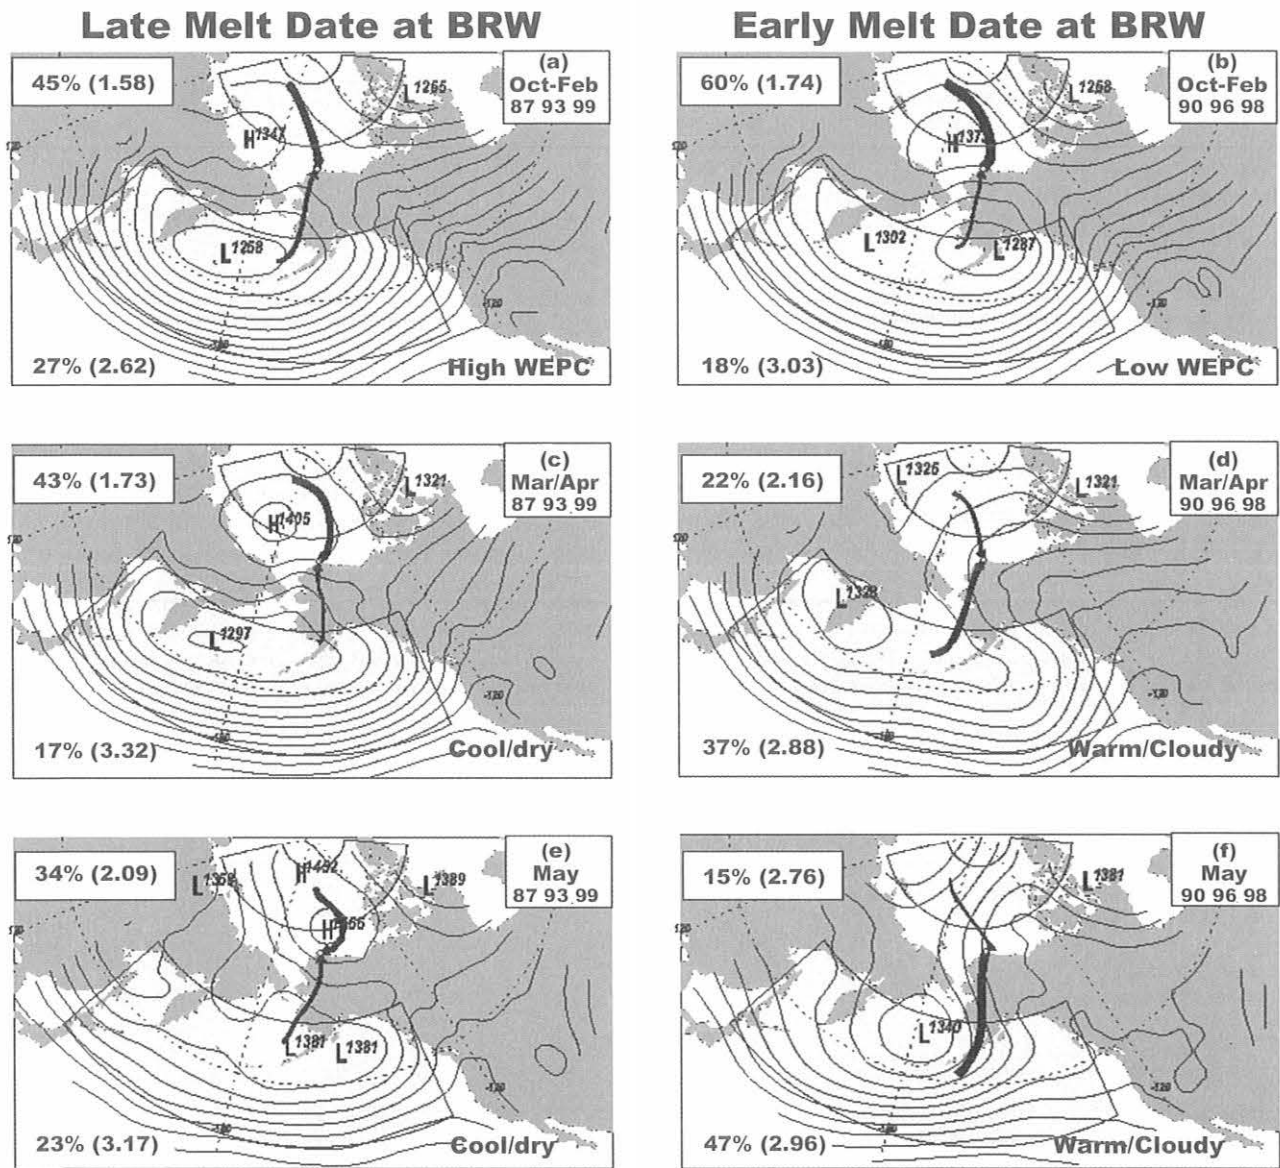 Late Melt Date at BRW
Early Melt Date at BRW
45% (1.58)
(a)
Oct-Feb
87 93 99
L1265
H1347
L1258
27% (2.62)
High WEPC
60% (1.74)
(b)
Oct-Feb
90 96 98
L1268
L1302
L1287
18% (3.03)
Low WEPC
43% (1.73)
(c)
Mar/Apr
87 93 99
L1321
H1405
L1297
17% (3.32)
Cool/dry
22% (2.16)
(d)
Mar/Apr
90 96 98
L1325
L1321
37% (2.88)
Warm/Cloudy
34% (2.09)
(e)
May
87 93 99
L1389
L1381
L1381
23% (3.17)
Cool/dry
15% (2.76)
(f)
May
90 96 98
L1381
L1340
47% (2.96)
Warm/Cloudy